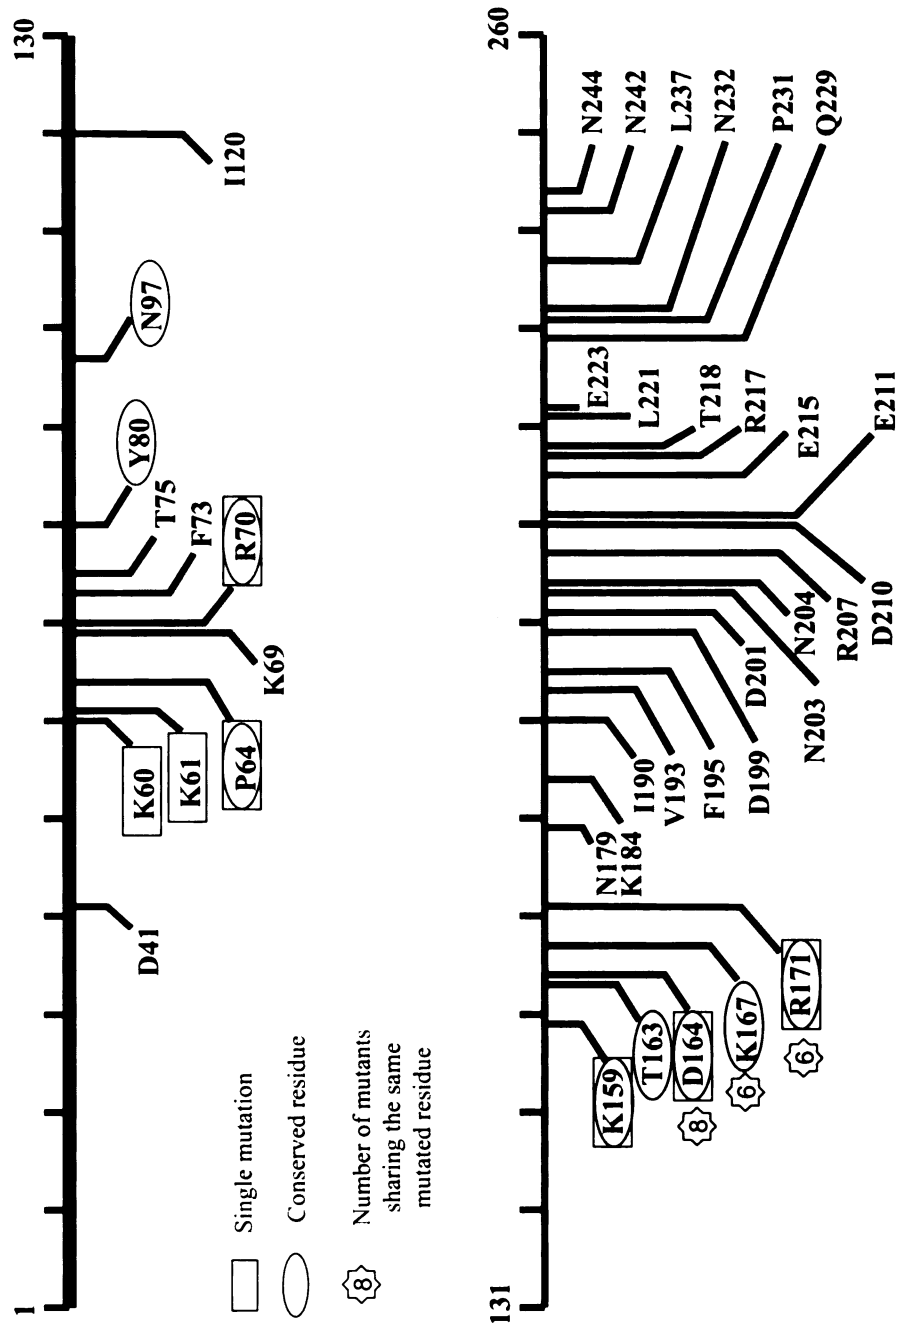 1
130
D41
K60
K61
P64
K69
R70
F73
T75
Y80
N97
I120
Single mutation
Conserved residue
8
Number of mutants
sharing the same
mutated residue
131
260
K159
T163
D164
8
K167
6
R171
6
N179
K184
I190
V193
F195
D199
D201
N203
N204
R207
D210
E211
E215
R217
T218
L221
E223
Q229
P231
N232
L237
N242
N244